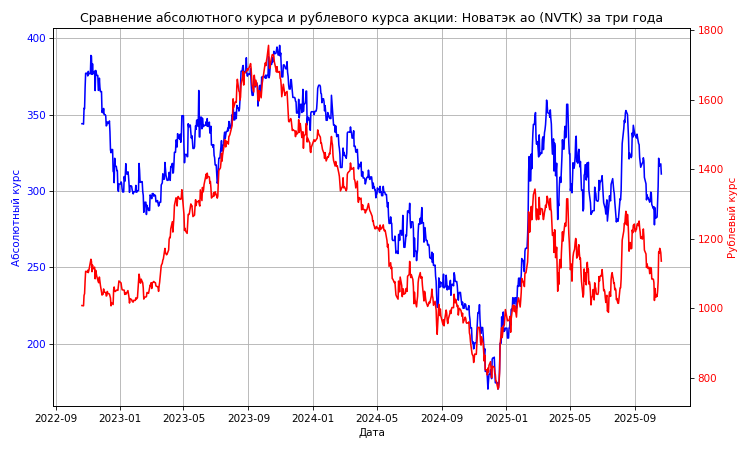 Сравнение абсолютного курса и рублевого курса акции: Новатэк ао (NVTK) за три года
400
350
300
250
200
Абсолютный курс
1800
1600
1400
1200
1000
800
Рублевый курс
2022-09 2023-01 2023-05 2023-09 2024-01 2024-05 2024-09 2025-01 2025-05 2025-09
Дата